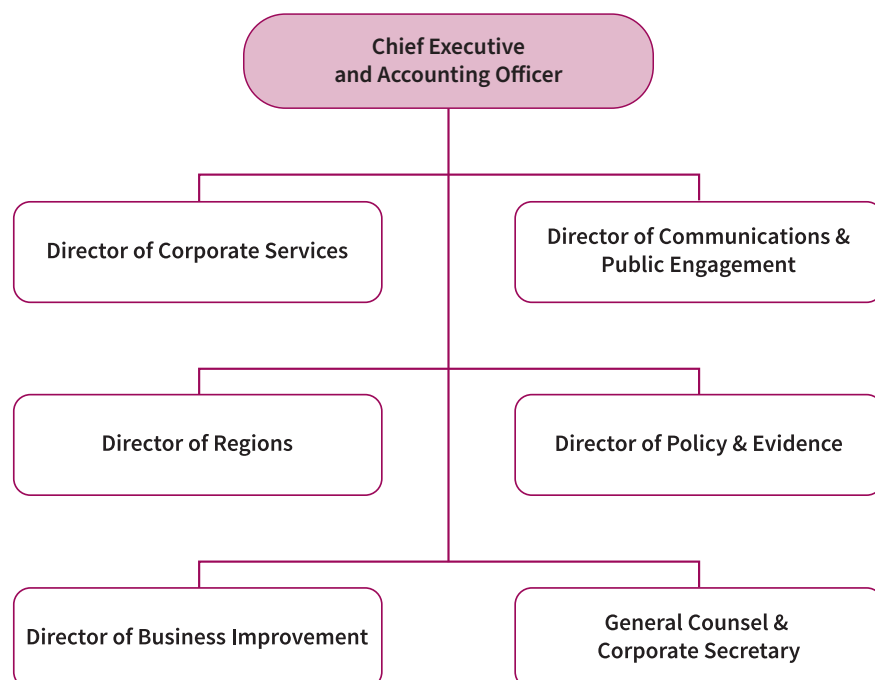 Chief Executive
and Accounting Officer
Director of Corporate Services
Director of Communications &
Public Engagement
Director of Regions
Director of Policy & Evidence
Director of Business Improvement
General Counsel &
Corporate Secretary